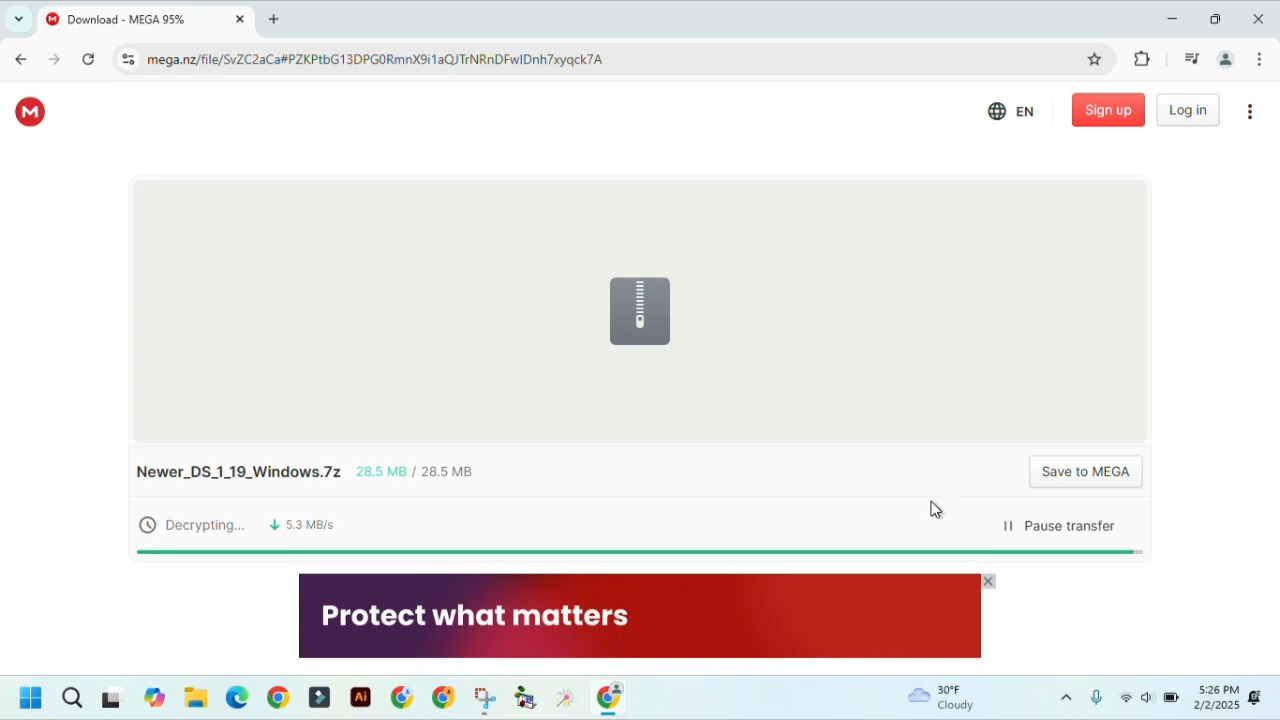 Download - MEGA 95%
mega.nz/file/SvZC2aCa#PZKPtbG13DPG0RmnX9i1aQJTrNRnDFwIDnh7xyqck7A
M
EN
Sign up
Log in
Newer_DS_1_19_Windows.7z 28.5 MB / 28.5 MB
Save to MEGA
Decrypting... 5.3 MB/s
Pause transfer
Protect what matters
Ai
30°F
Cloudy
5:26 PM
2/2/2025